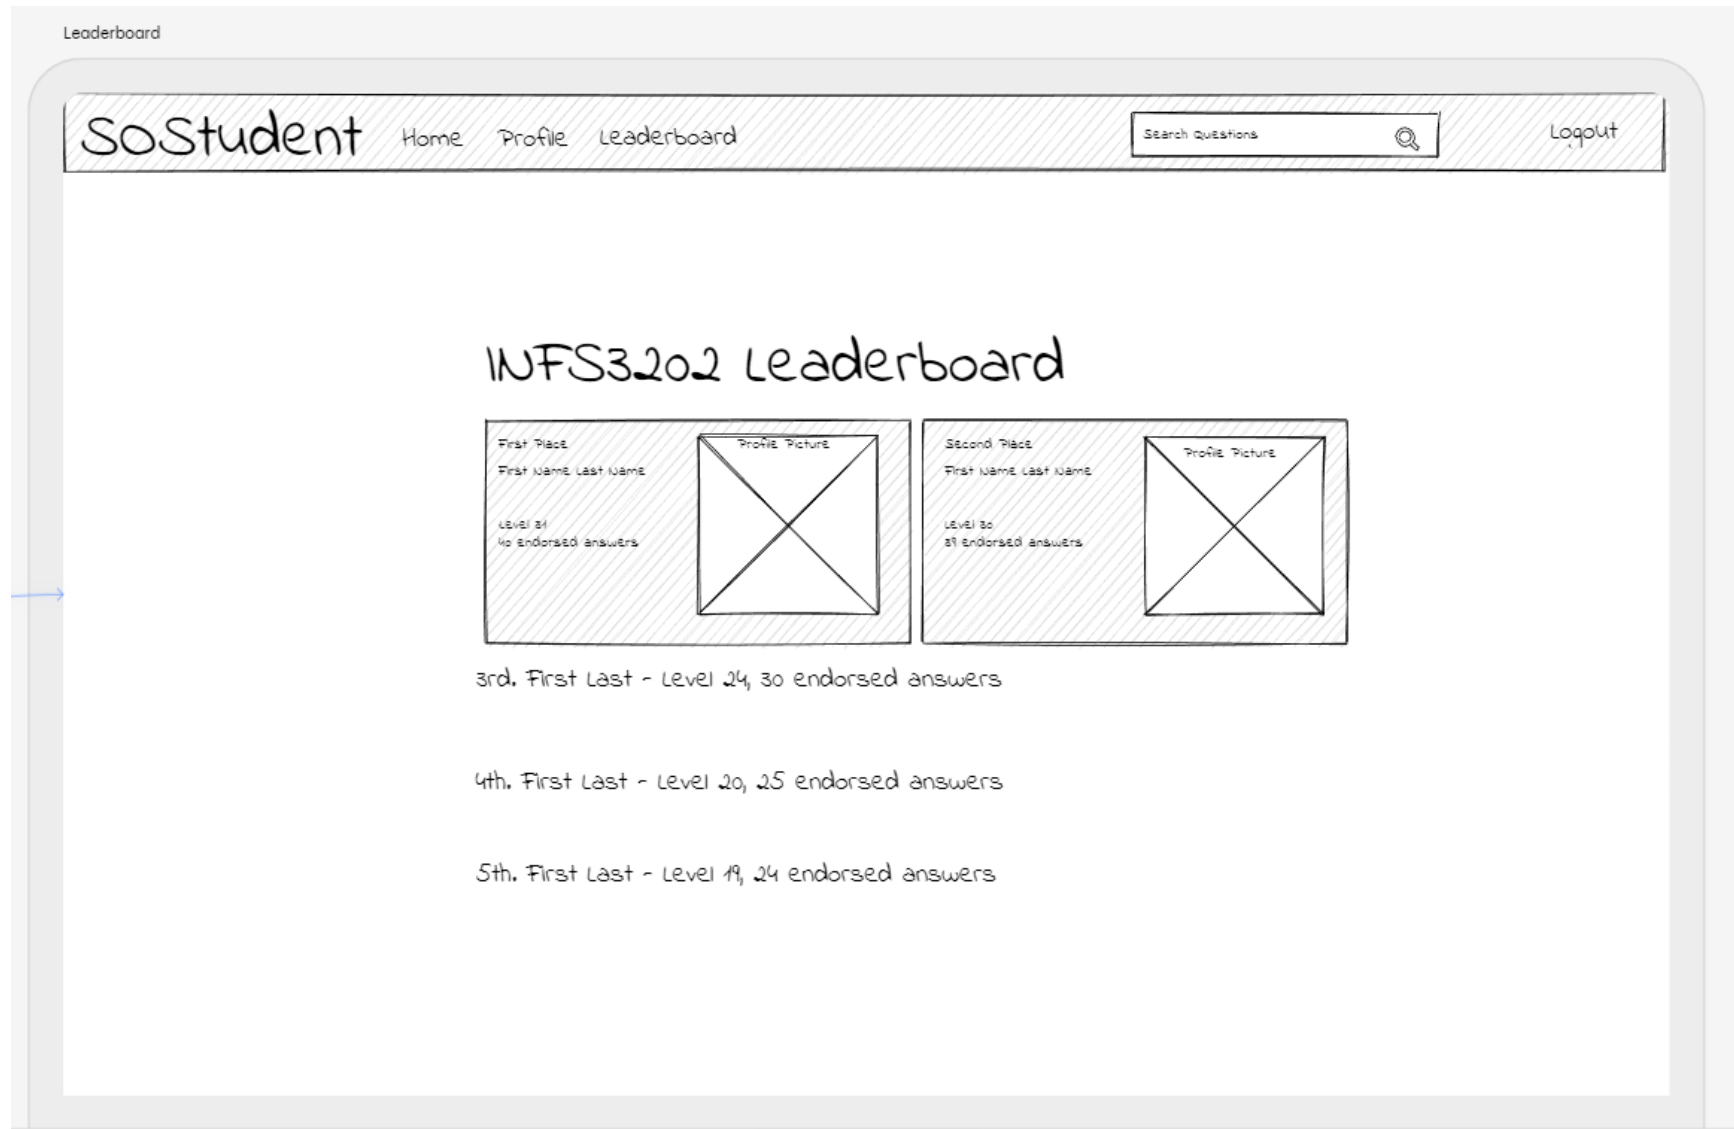 Leaderboard
SoStudent Home Profile Leaderboard Search Questions Logout
INFS3202 Leaderboard
First Place
First Name Last Name
Level 31
40 endorsed answers
Profile Picture
Second Place
First Name Last Name
Level 30
39 endorsed answers
Profile Picture
3rd. First Last - Level 24, 30 endorsed answers
4th. First Last - Level 20, 25 endorsed answers
5th. First Last - Level 19, 24 endorsed answers